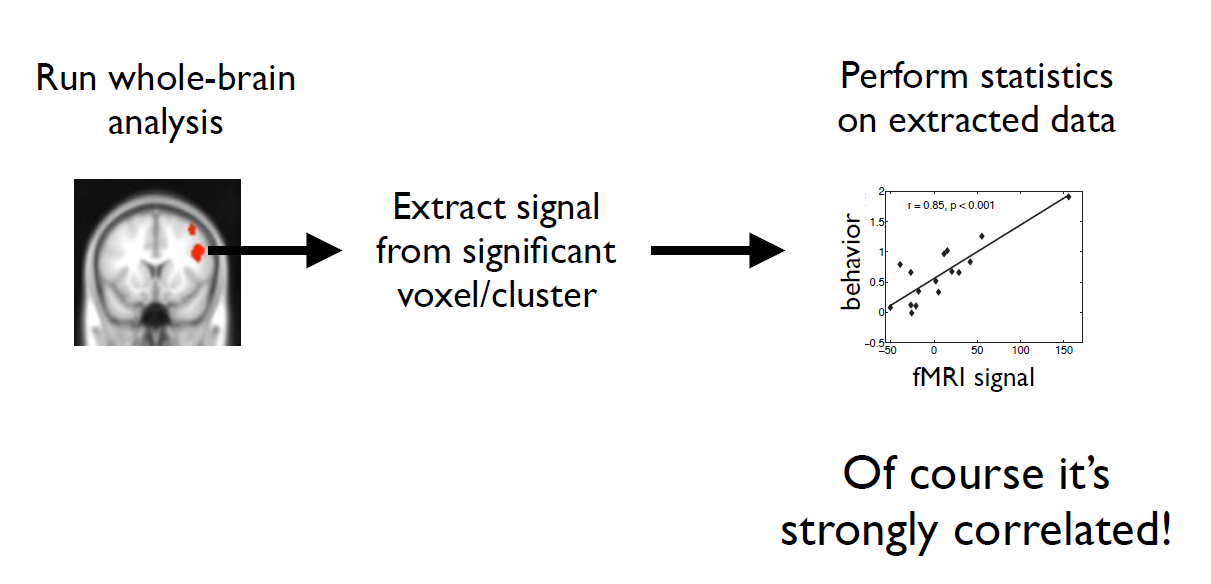 Run whole-brain
analysis
Extract signal
from significant
voxel/cluster
Perform statistics
on extracted data
r = 0.85, p < 0.001
behavior
2
1.5
1
0.5
0
−0.5
−50
0
50
100
150
fMRI signal
Of course it’s
strongly correlated!